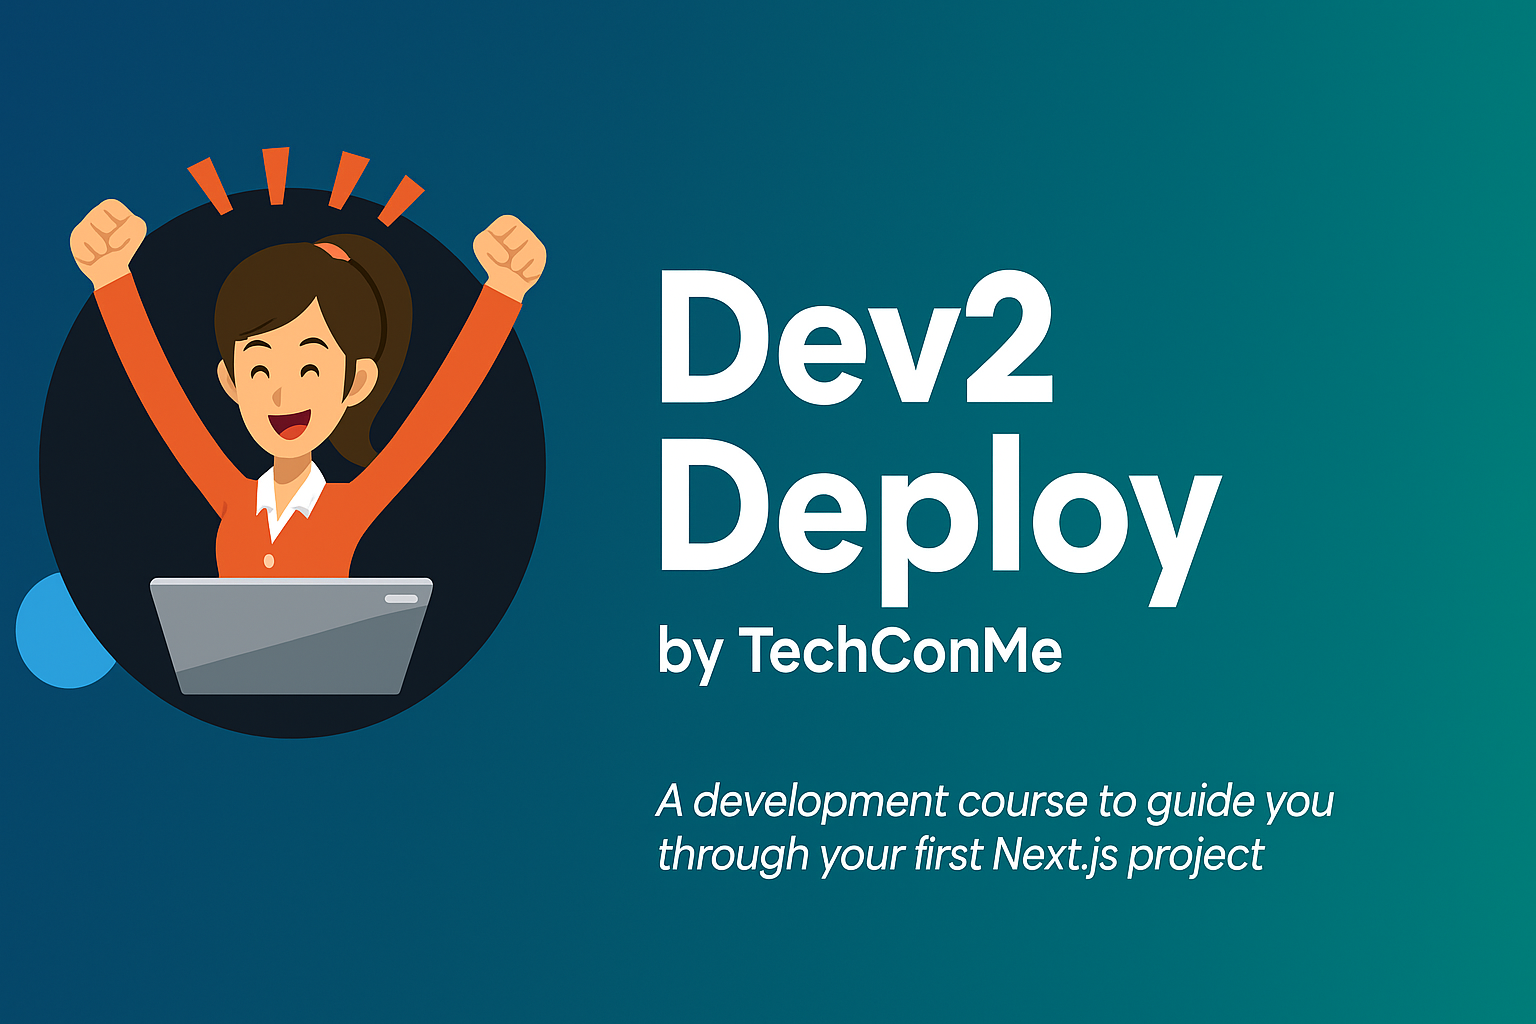 Dev2
Deploy
by TechConMe
A development course to guide you
through your first Next.js project